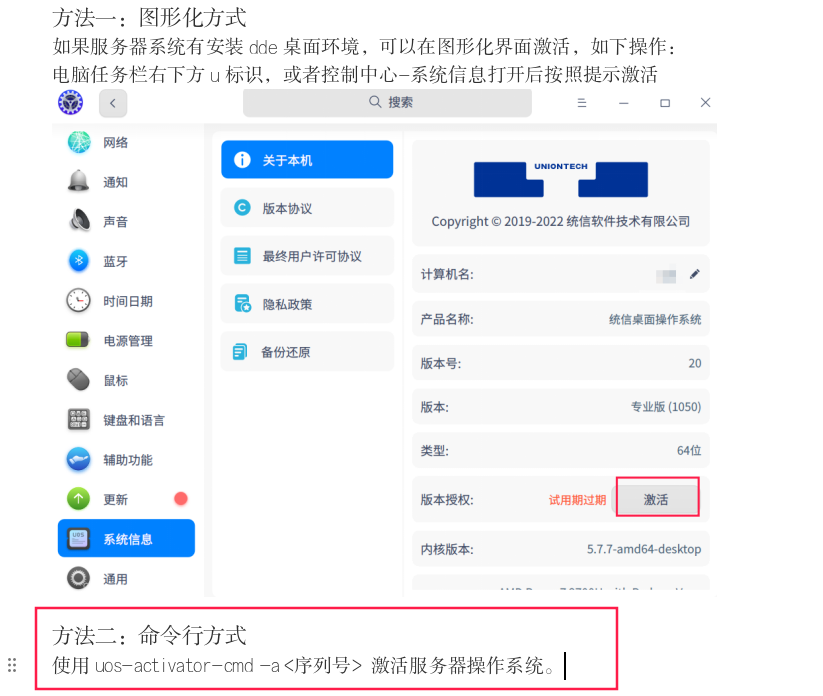 方法一：图形化方式
如果服务器系统有安装 dde 桌面环境，可以在图形化界面激活，如下操作：
电脑任务栏右下方 u 标识，或者控制中心-系统信息打开后按照提示激活
搜索
网络
通知
声音
蓝牙
时间日期
电源管理
鼠标
键盘和语言
辅助功能
更新
UOS
系统信息
通用
关于本机
版本协议
最终用户许可协议
隐私政策
备份还原
UNIONTECH
Copyright © 2019-2022 统信软件技术有限公司
计算机名:
产品名称: 统信桌面操作系统
版本号: 20
版本: 专业版 (1050)
类型: 64位
版本授权: 试用期过期 激活
内核版本: 5.7.7-amd64-desktop
方法二：命令行方式
使用 uos-activator-cmd -a <序列号> 激活服务器操作系统。